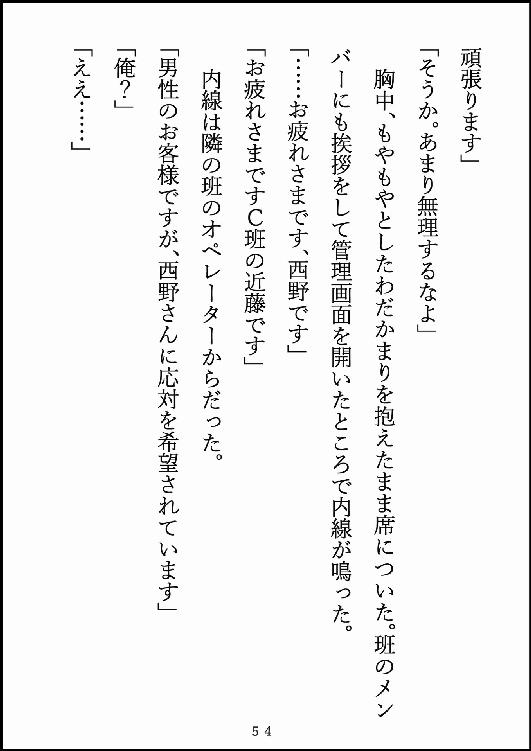 頑張ります」
「そうか。あまり無理するなよ」
　胸中、もやもやとしたわだかまりを抱えたまま席についた。班のメン
バーにも挨拶をして管理画面を開いたところで内線が鳴った。
「……お疲れさまです、西野です」
「お疲れさまですＣ班の近藤です」
　内線は隣の班のオペレーターからだった。
「男性のお客様ですが、西野さんに応対を希望されています」
「俺？」
「ええ……」
54